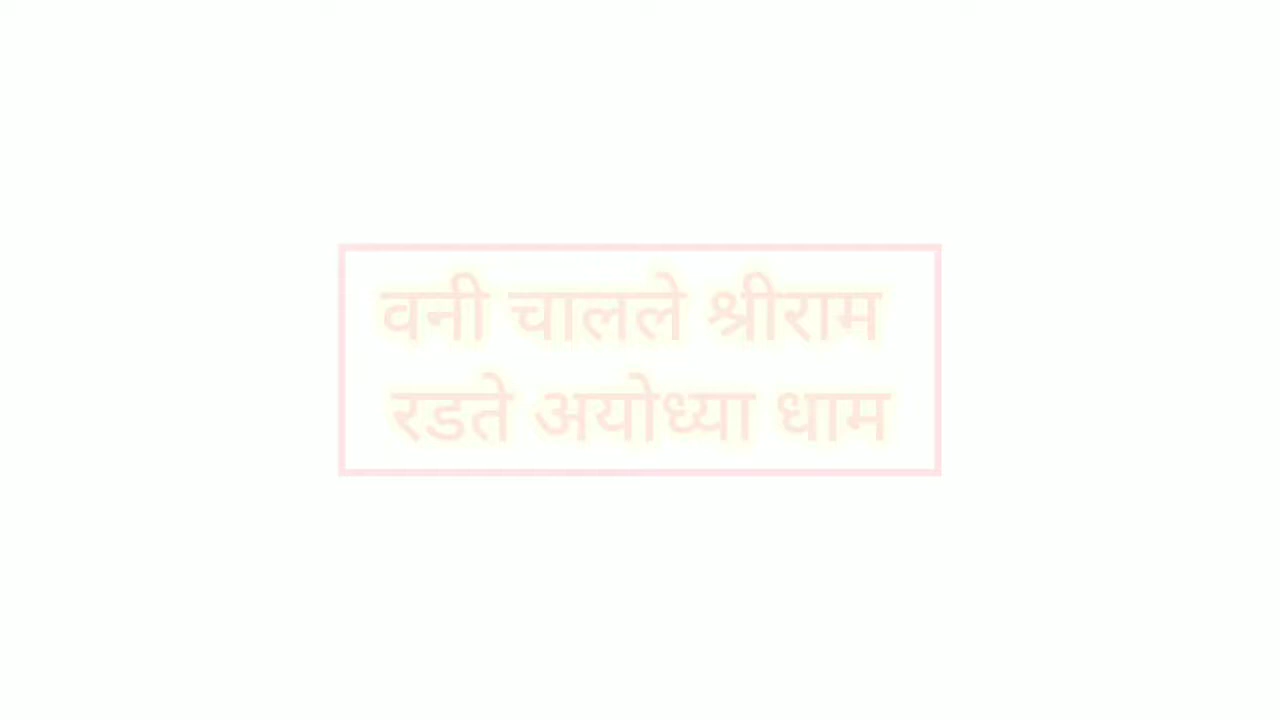 वनी चालले श्रीराम
रडते अयोध्या धाम